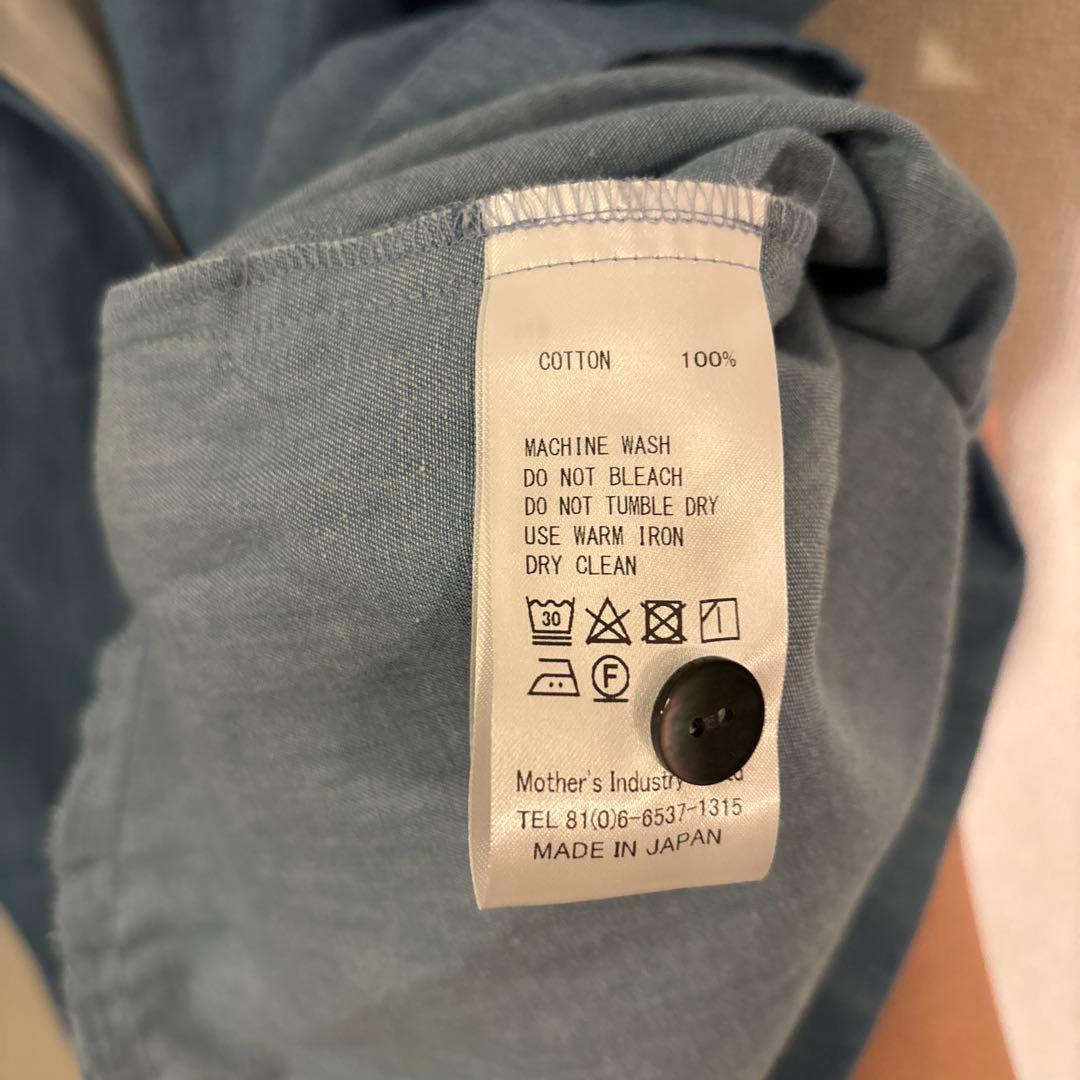 COTTON 100%
MACHINE WASH
DO NOT BLEACH
DO NOT TUMBLE DRY
USE WARM IRON
DRY CLEAN
30
F
Mother's Industry
TEL 81(0)6-6537-1315
MADE IN JAPAN